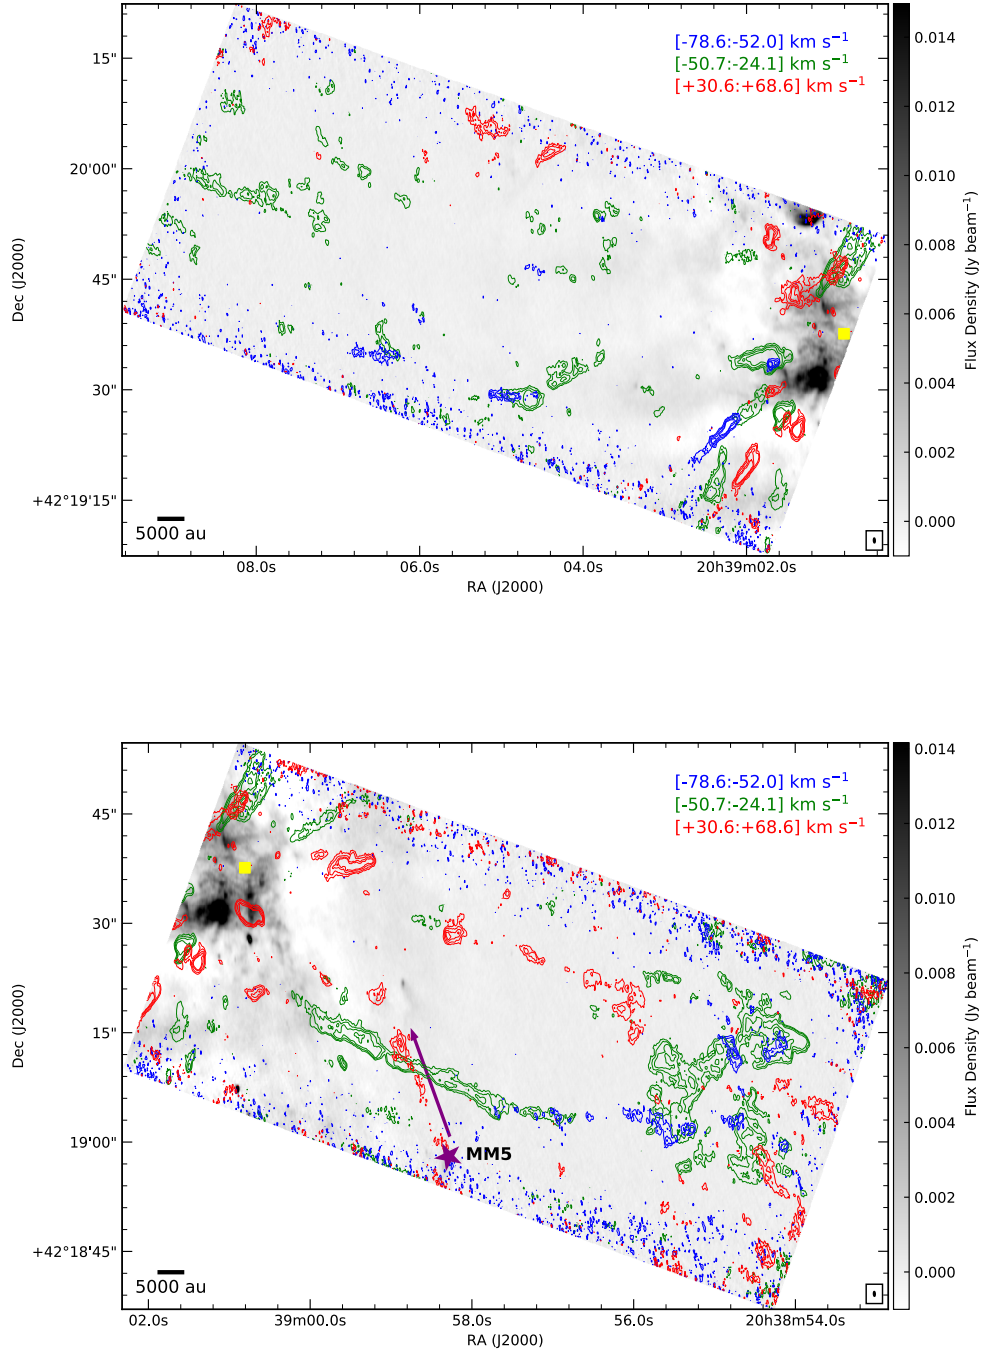 [-78.6:-52.0] km s⁻¹
[-50.7:-24.1] km s⁻¹
[+30.6:+68.6] km s⁻¹
15"
20'00"
45"
30"
+42°19'15"
Dec (J2000)
5000 au
08.0s 06.0s 04.0s 20h39m02.0s
RA (J2000)
0.014
0.012
0.010
0.008
0.006
0.004
0.002
0.000
Flux Density (Jy beam⁻¹)
[-78.6:-52.0] km s⁻¹
[-50.7:-24.1] km s⁻¹
[+30.6:+68.6] km s⁻¹
45"
30"
15"
19'00"
+42°18'45"
Dec (J2000)
MM5
5000 au
02.0s 39m00.0s 58.0s 56.0s 20h38m54.0s
RA (J2000)
0.014
0.012
0.010
0.008
0.006
0.004
0.002
0.000
Flux Density (Jy beam⁻¹)